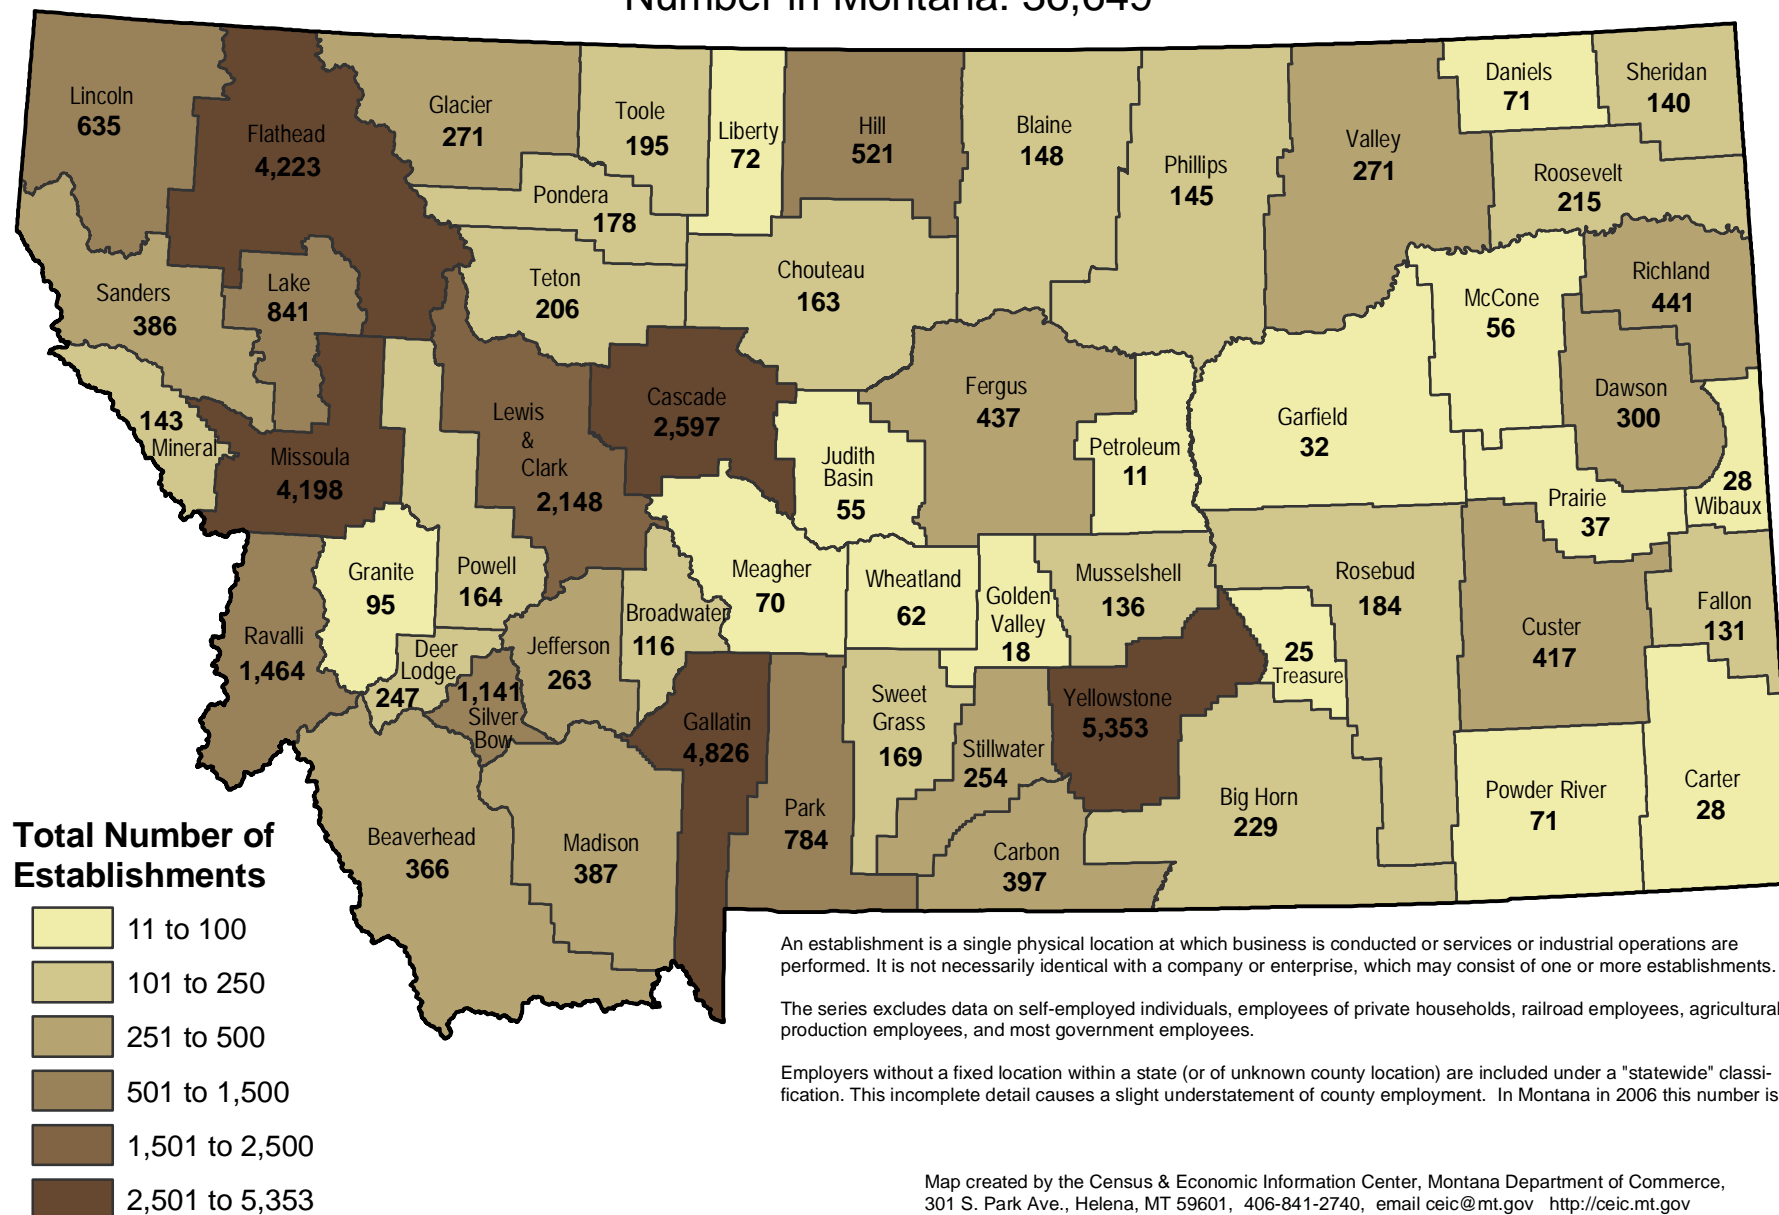 Number in Montana: 36,649
Lincoln
635
Flathead
4,223
Glacier
271
Toole
195
Liberty
72
Hill
521
Blaine
148
Phillips
145
Valley
271
Daniels
71
Sheridan
140
Roosevelt
215
Pondera
178
Teton
206
Chouteau
163
Sanders
386
Lake
841
McCone
56
Richland
441
Dawson
300
Garfield
32
Fergus
437
Petroleum
11
Judith
Basin
55
Cascade
2,597
Lewis
&
Clark
2,148
143
Mineral
Missoula
4,198
Prairie
37
28
Wibaux
Granite
95
Powell
164
Meagher
70
Wheatland
62
Golden
Valley
18
Musselshell
136
Rosebud
184
25
Treasure
Custer
417
Fallon
131
Ravalli
1,464
Deer
Lodge
247
1,141
Silver
Bow
Jefferson
263
Broadwater
116
Gallatin
4,826
Park
784
Sweet
Grass
169
Stillwater
254
Yellowstone
5,353
Big Horn
229
Powder River
71
Carter
28
Carbon
397
Beaverhead
366
Madison
387
Total Number of
Establishments
11 to 100
101 to 250
251 to 500
501 to 1,500
1,501 to 2,500
2,501 to 5,353
An establishment is a single physical location at which business is conducted or services or industrial operations are
performed. It is not necessarily identical with a company or enterprise, which may consist of one or more establishments.
The series excludes data on self-employed individuals, employees of private households, railroad employees, agricultural
production employees, and most government employees.
Employers without a fixed location within a state (or of unknown county location) are included under a "statewide" classi-
fication. This incomplete detail causes a slight understatement of county employment. In Montana in 2006 this number is
Map created by the Census & Economic Information Center, Montana Department of Commerce,
301 S. Park Ave., Helena, MT 59601, 406-841-2740, email ceic@mt.gov http://ceic.mt.gov